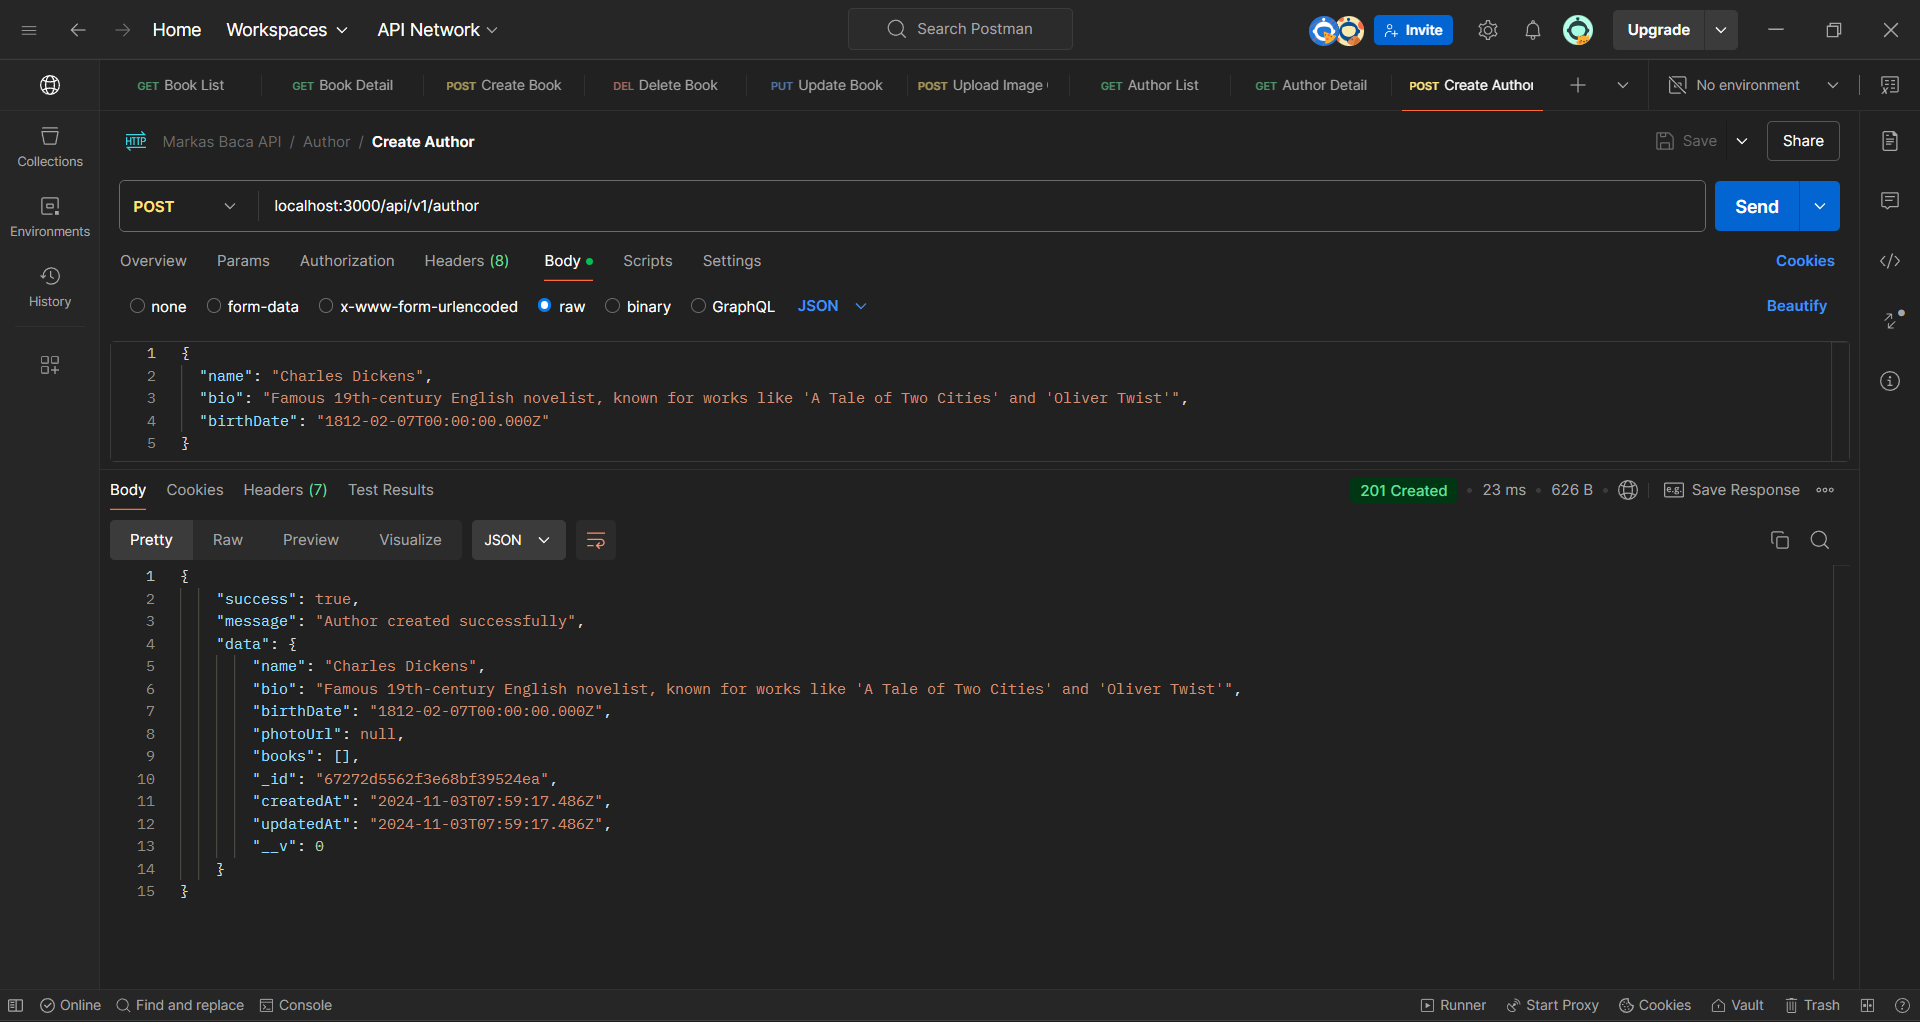 Home Workspaces API Network Search Postman Invite Upgrade
GET Book List GET Book Detail POST Create Book DEL Delete Book PUT Update Book POST Upload Image GET Author List GET Author Detail POST Create Author No environment
Collections
Environments
History
HTTP Markas Baca API / Author / Create Author Save Share
POST localhost:3000/api/v1/author Send
Overview Params Authorization Headers (8) Body Scripts Settings Cookies
none form-data x-www-form-urlencoded raw binary GraphQL JSON Beautify
1 {
2 "name": "Charles Dickens",
3 "bio": "Famous 19th-century English novelist, known for works like 'A Tale of Two Cities' and 'Oliver Twist'",
4 "birthDate": "1812-02-07T00:00:00.000Z"
5 }
Body Cookies Headers (7) Test Results 201 Created 23 ms 626 B e.g. Save Response
Pretty Raw Preview Visualize JSON
1 {
2 "success": true,
3 "message": "Author created successfully",
4 "data": {
5 "name": "Charles Dickens",
6 "bio": "Famous 19th-century English novelist, known for works like 'A Tale of Two Cities' and 'Oliver Twist'",
7 "birthDate": "1812-02-07T00:00:00.000Z",
8 "photoUrl": null,
9 "books": [],
10 "_id": "67272d5562f3e68bf39524ea",
11 "createdAt": "2024-11-03T07:59:17.486Z",
12 "updatedAt": "2024-11-03T07:59:17.486Z",
13 "__v": 0
14 }
15 }
Online Find and replace Console Runner Start Proxy Cookies Vault Trash